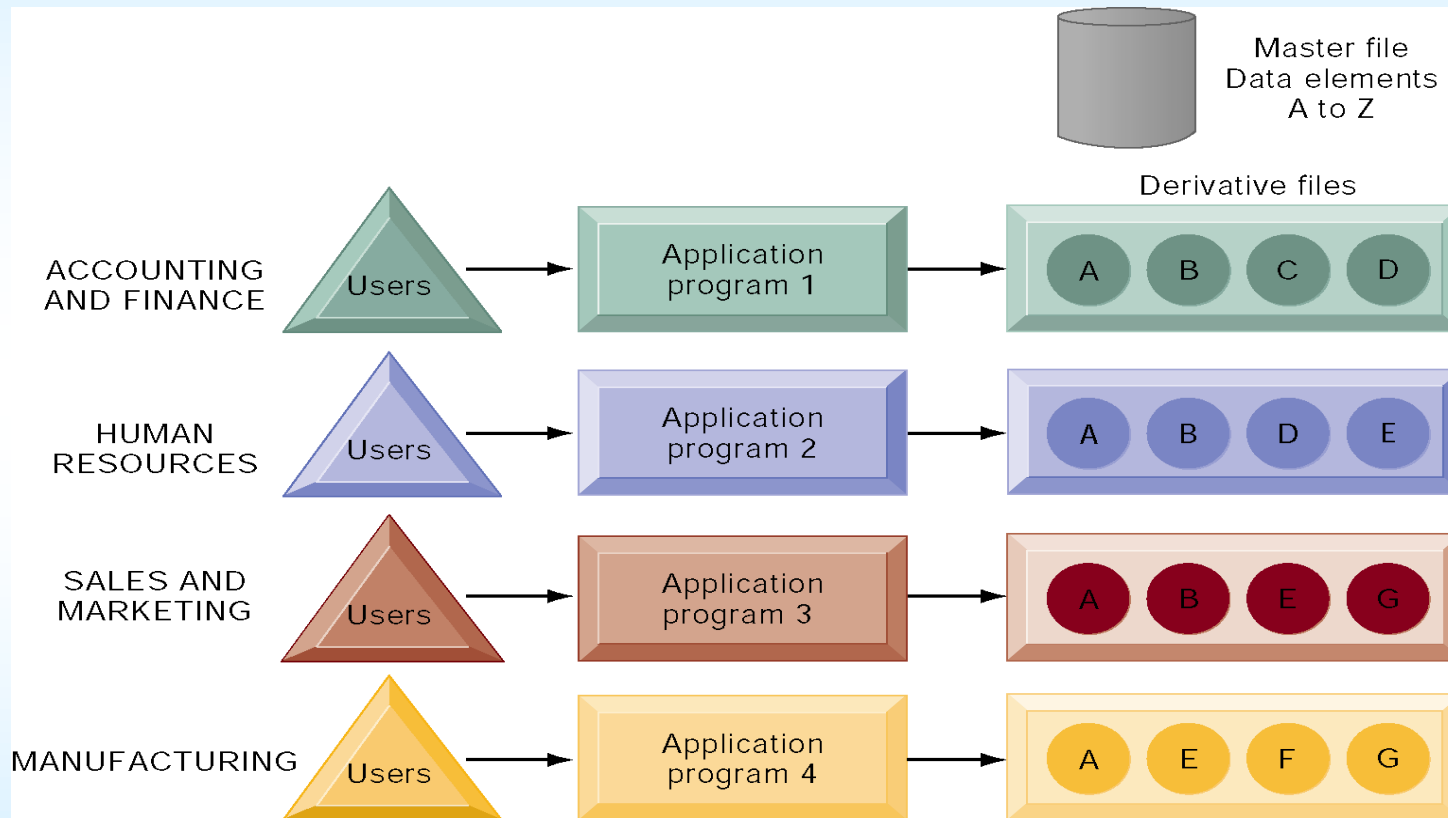 Master file
Data elements
A to Z
Derivative files
ACCOUNTING
AND FINANCE
Users
Application
program 1
A B C D
HUMAN
RESOURCES
Users
Application
program 2
A B D E
SALES AND
MARKETING
Users
Application
program 3
A B E G
MANUFACTURING
Users
Application
program 4
A E F G